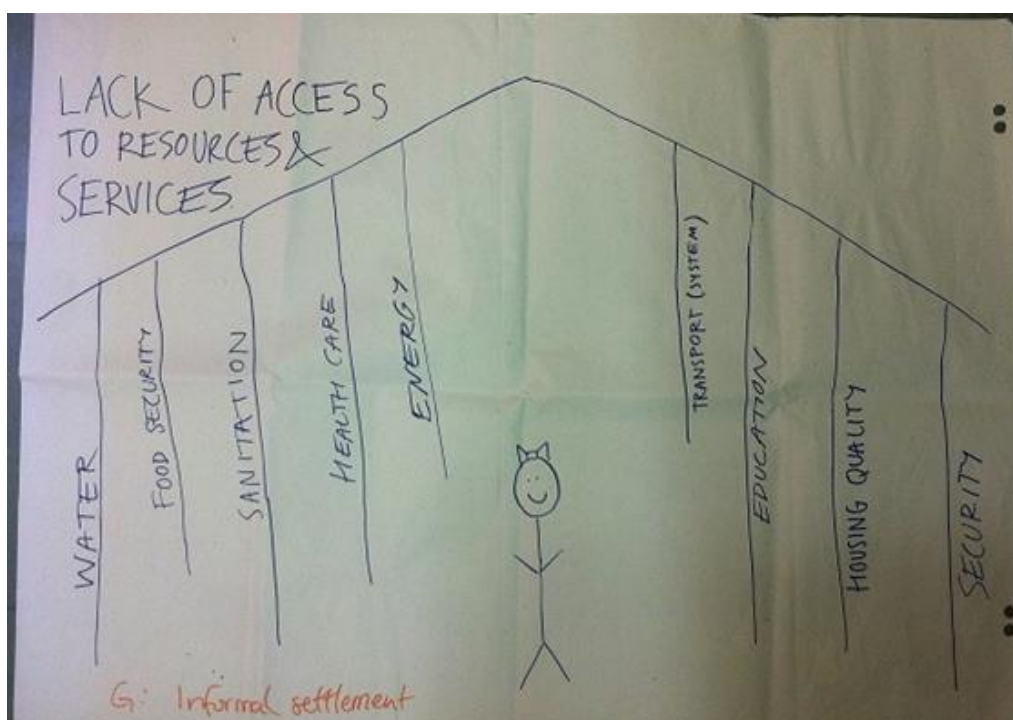 LACK OF ACCESS
TO RESOURCES &
SERVICES
WATER
FOOD SECURITY
SANITATION
HEALTH CARE
ENERGY
TRANSPORT (SYSTEM)
EDUCATION
HOUSING QUALITY
SECURITY
G: Informal settlement